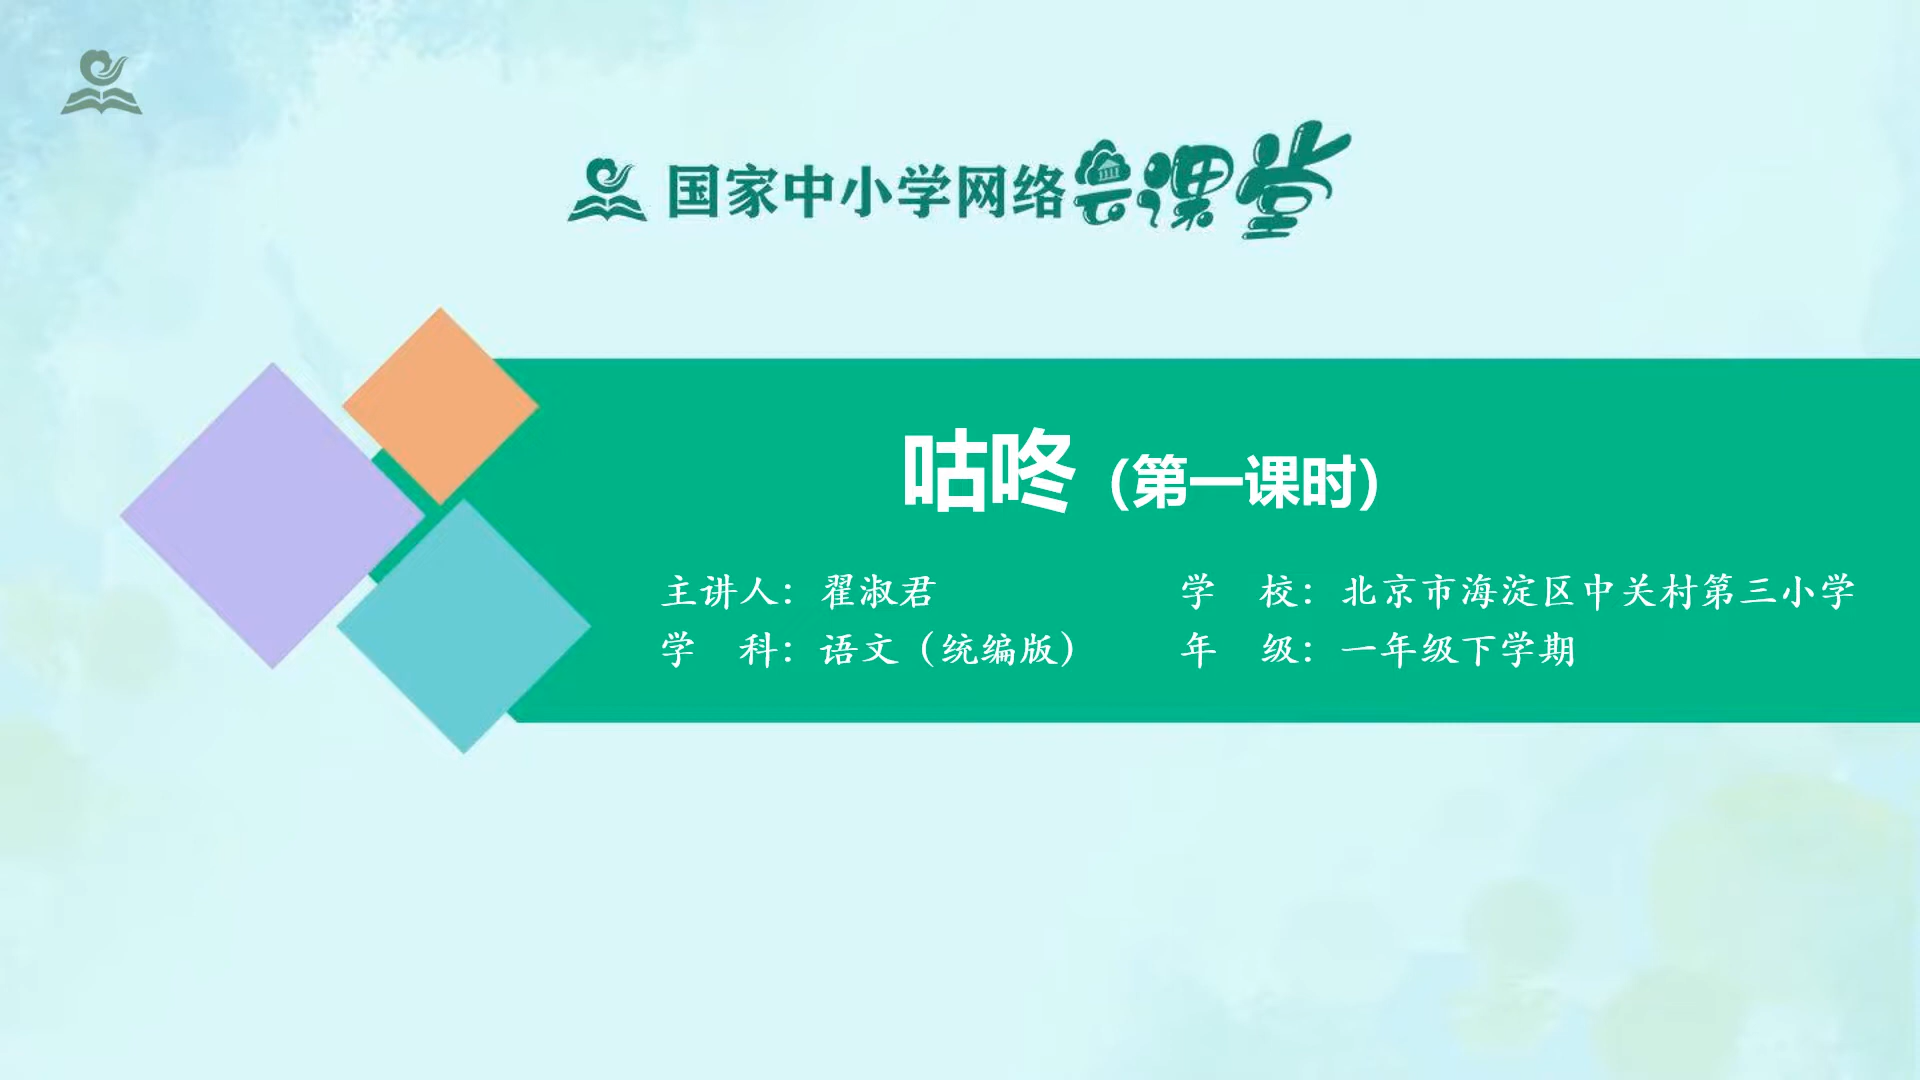 国家中小学网络云课堂
咕咚（第一课时）
主讲人：翟淑君 学 校：北京市海淀区中关村第三小学
学 科：语文（统编版） 年 级：一年级下学期